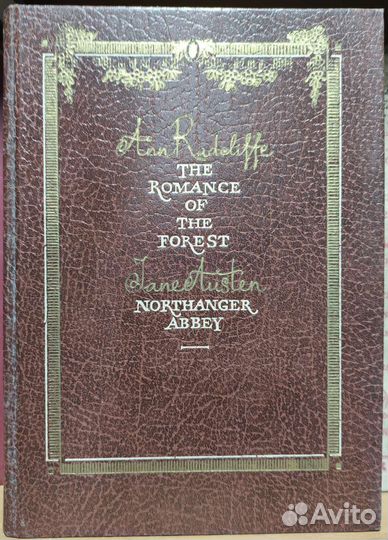 Ann Radcliffe
THE
ROMANCE
OF
THE
FOREST
Jane Austen
NORTHANGER
ABBEY
Avito